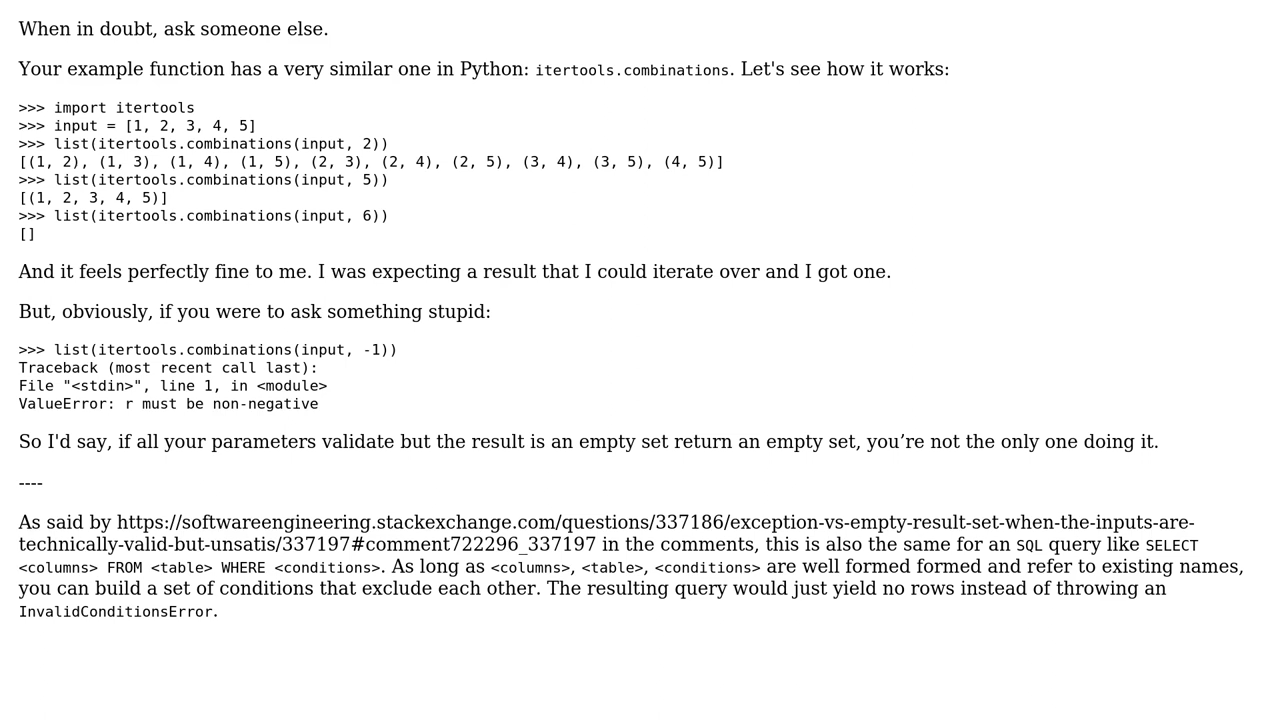 When in doubt, ask someone else.
Your example function has a very similar one in Python: itertools.combinations. Let's see how it works:
>>> import itertools
>>> input = [1, 2, 3, 4, 5]
>>> list(itertools.combinations(input, 2))
[(1, 2), (1, 3), (1, 4), (1, 5), (2, 3), (2, 4), (2, 5), (3, 4), (3, 5), (4, 5)]
>>> list(itertools.combinations(input, 5))
[(1, 2, 3, 4, 5)]
>>> list(itertools.combinations(input, 6))
[]
And it feels perfectly fine to me. I was expecting a result that I could iterate over and I got one.
But, obviously, if you were to ask something stupid:
>>> list(itertools.combinations(input, -1))
Traceback (most recent call last):
File "<stdin>", line 1, in <module>
ValueError: r must be non-negative
So I'd say, if all your parameters validate but the result is an empty set return an empty set, you’re not the only one doing it.
----
As said by https://softwareengineering.stackexchange.com/questions/337186/exception-vs-empty-result-set-when-the-inputs-are-
technically-valid-but-unsatis/337197#comment722296_337197 in the comments, this is also the same for an SQL query like SELECT
<columns> FROM <table> WHERE <conditions>. As long as <columns>, <table>, <conditions> are well formed formed and refer to existing names,
you can build a set of conditions that exclude each other. The resulting query would just yield no rows instead of throwing an
InvalidConditionsError.